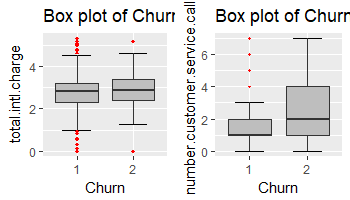 Box plot of Churn
total.intl.charge
4
2
0
1 2
Churn
Box plot of Churn
number.customer.service.call
6
4
2
0
1 2
Churn